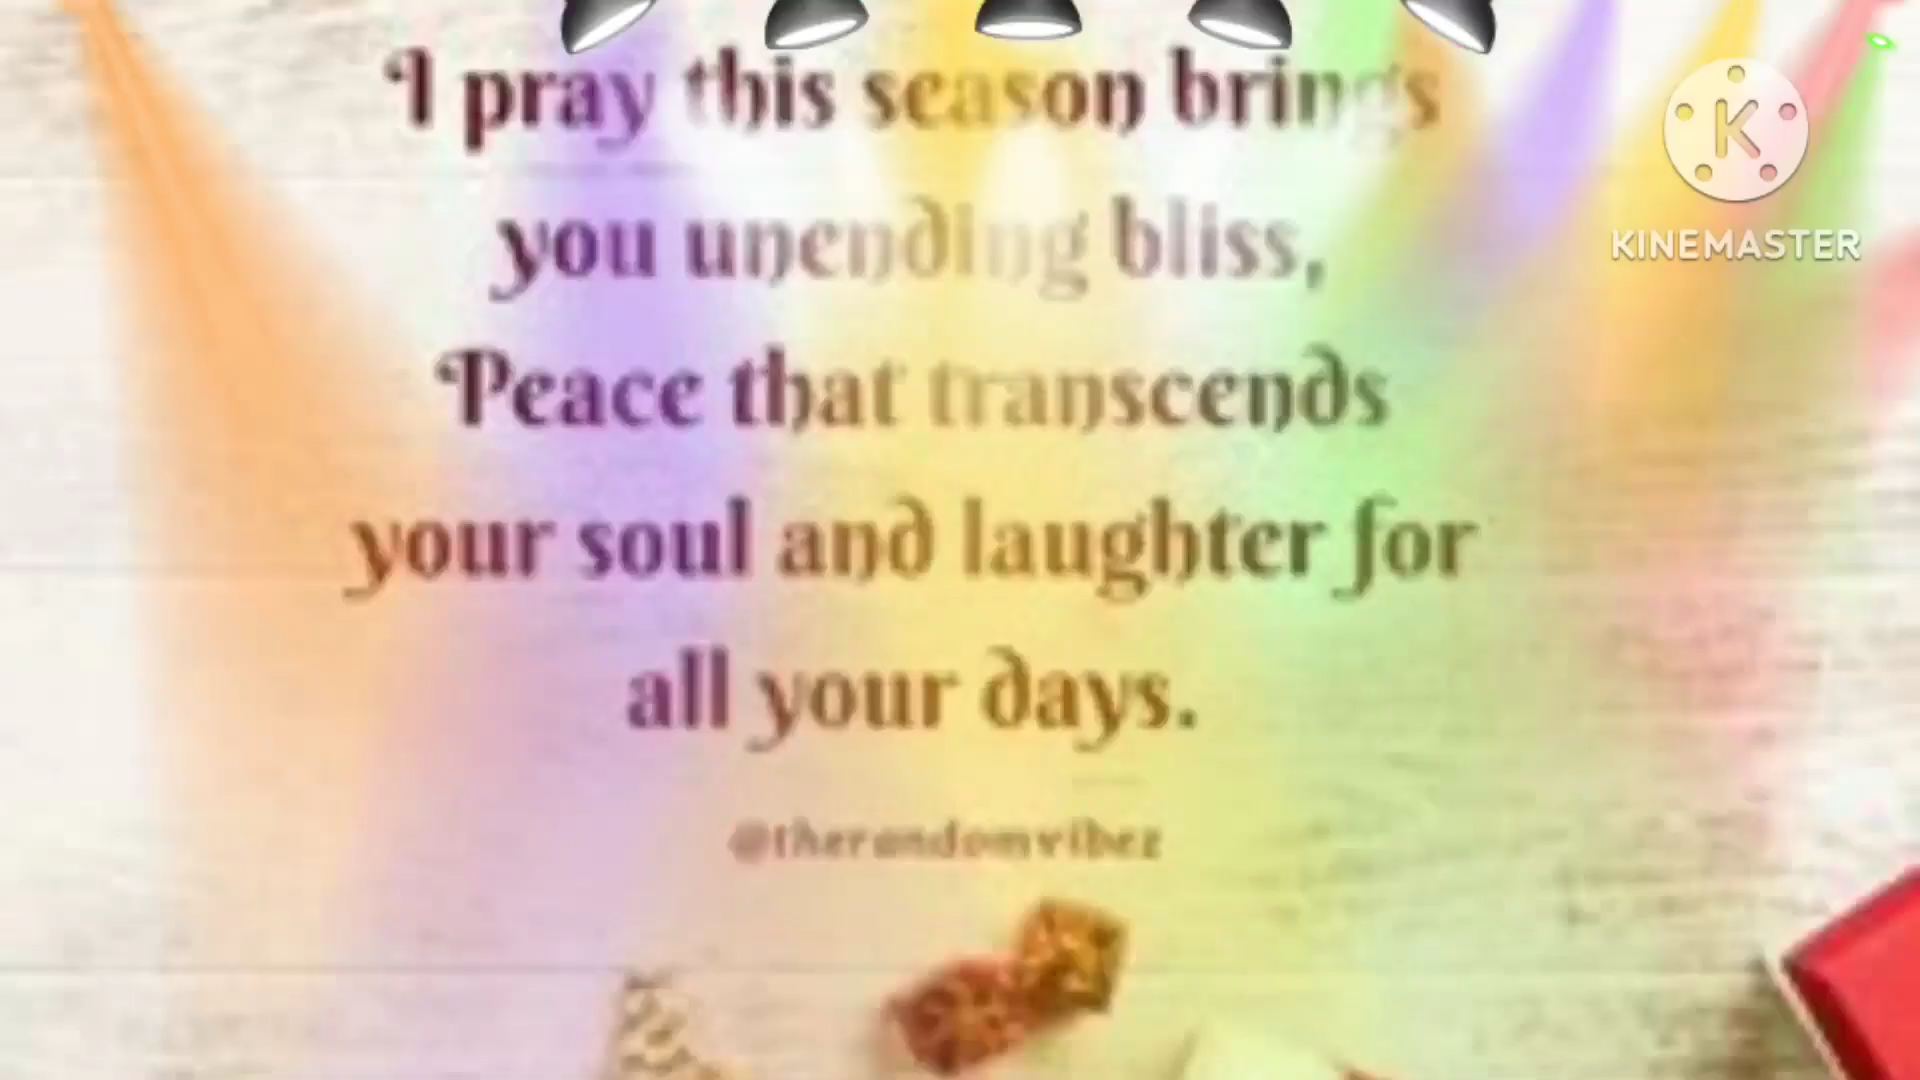 I pray this season brings
you unending bliss,
Peace that transcends
your soul and laughter for
all your days.
@therandomvibez
K
KINEMASTER